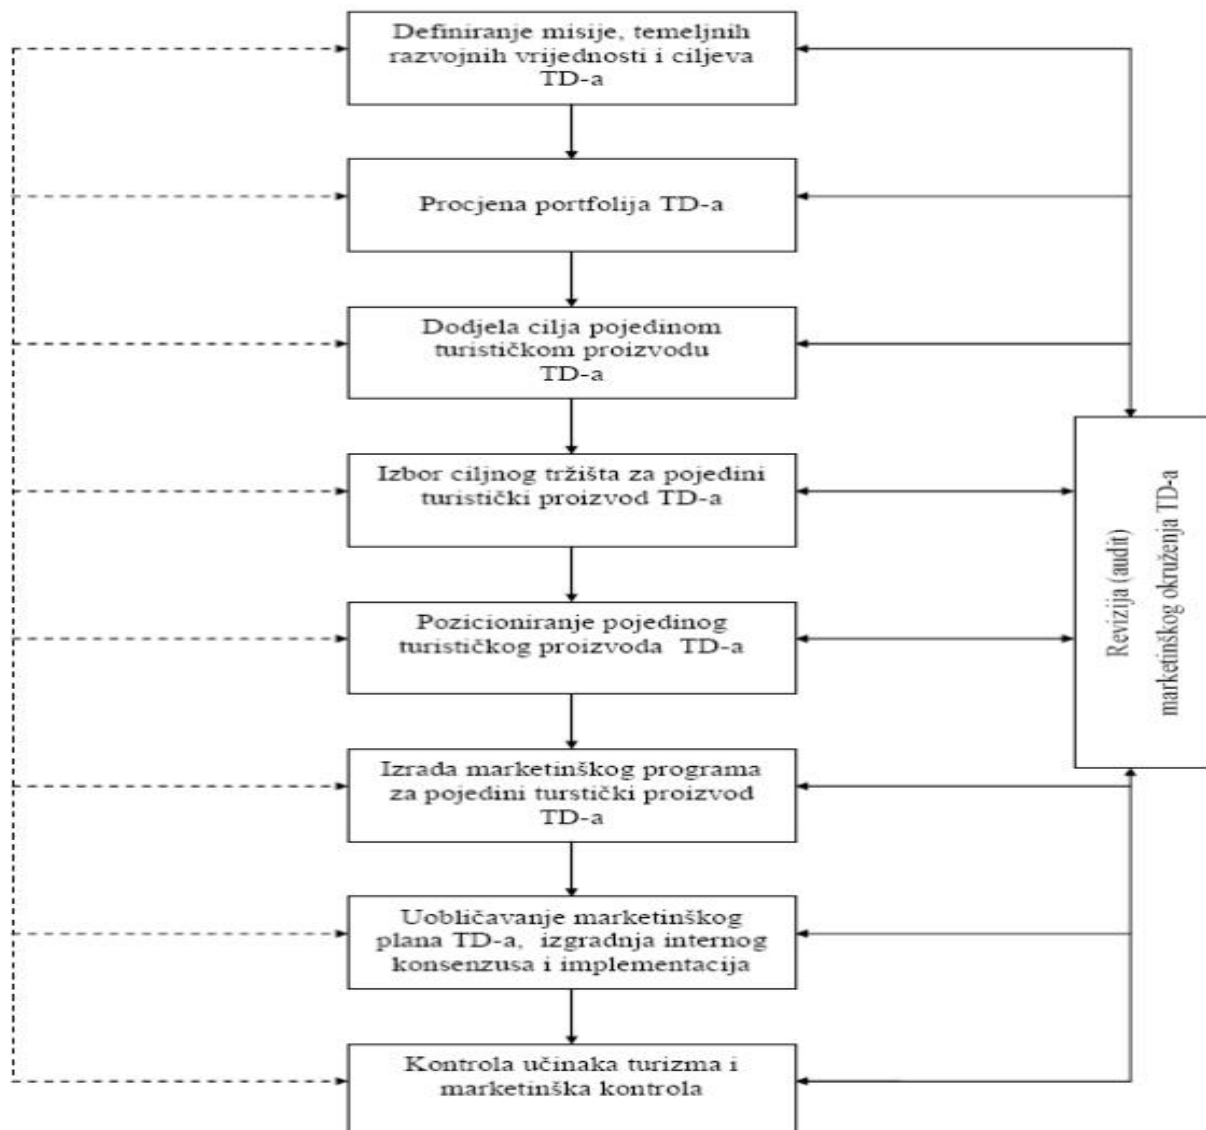 Definiranje misije, temeljnih
razvojnih vrijednosti i ciljeva
TD-a
Procjena portfolija TD-a
Dodjela cilja pojedinom
turističkom proizvodu
TD-a
Izbor ciljnog tržišta za pojedini
turistički proizvod TD-a
Pozicioniranje pojedinog
turističkog proizvoda TD-a
Izrada marketinškog programa
za pojedini turstički proizvod
TD-a
Uobličavanje marketinškog
plana TD-a, izgradnja internog
konsenzusa i implementacija
Kontrola učinaka turizma i
marketinška kontrola
Revizija (audit)
marketinškog okruženja TD-a